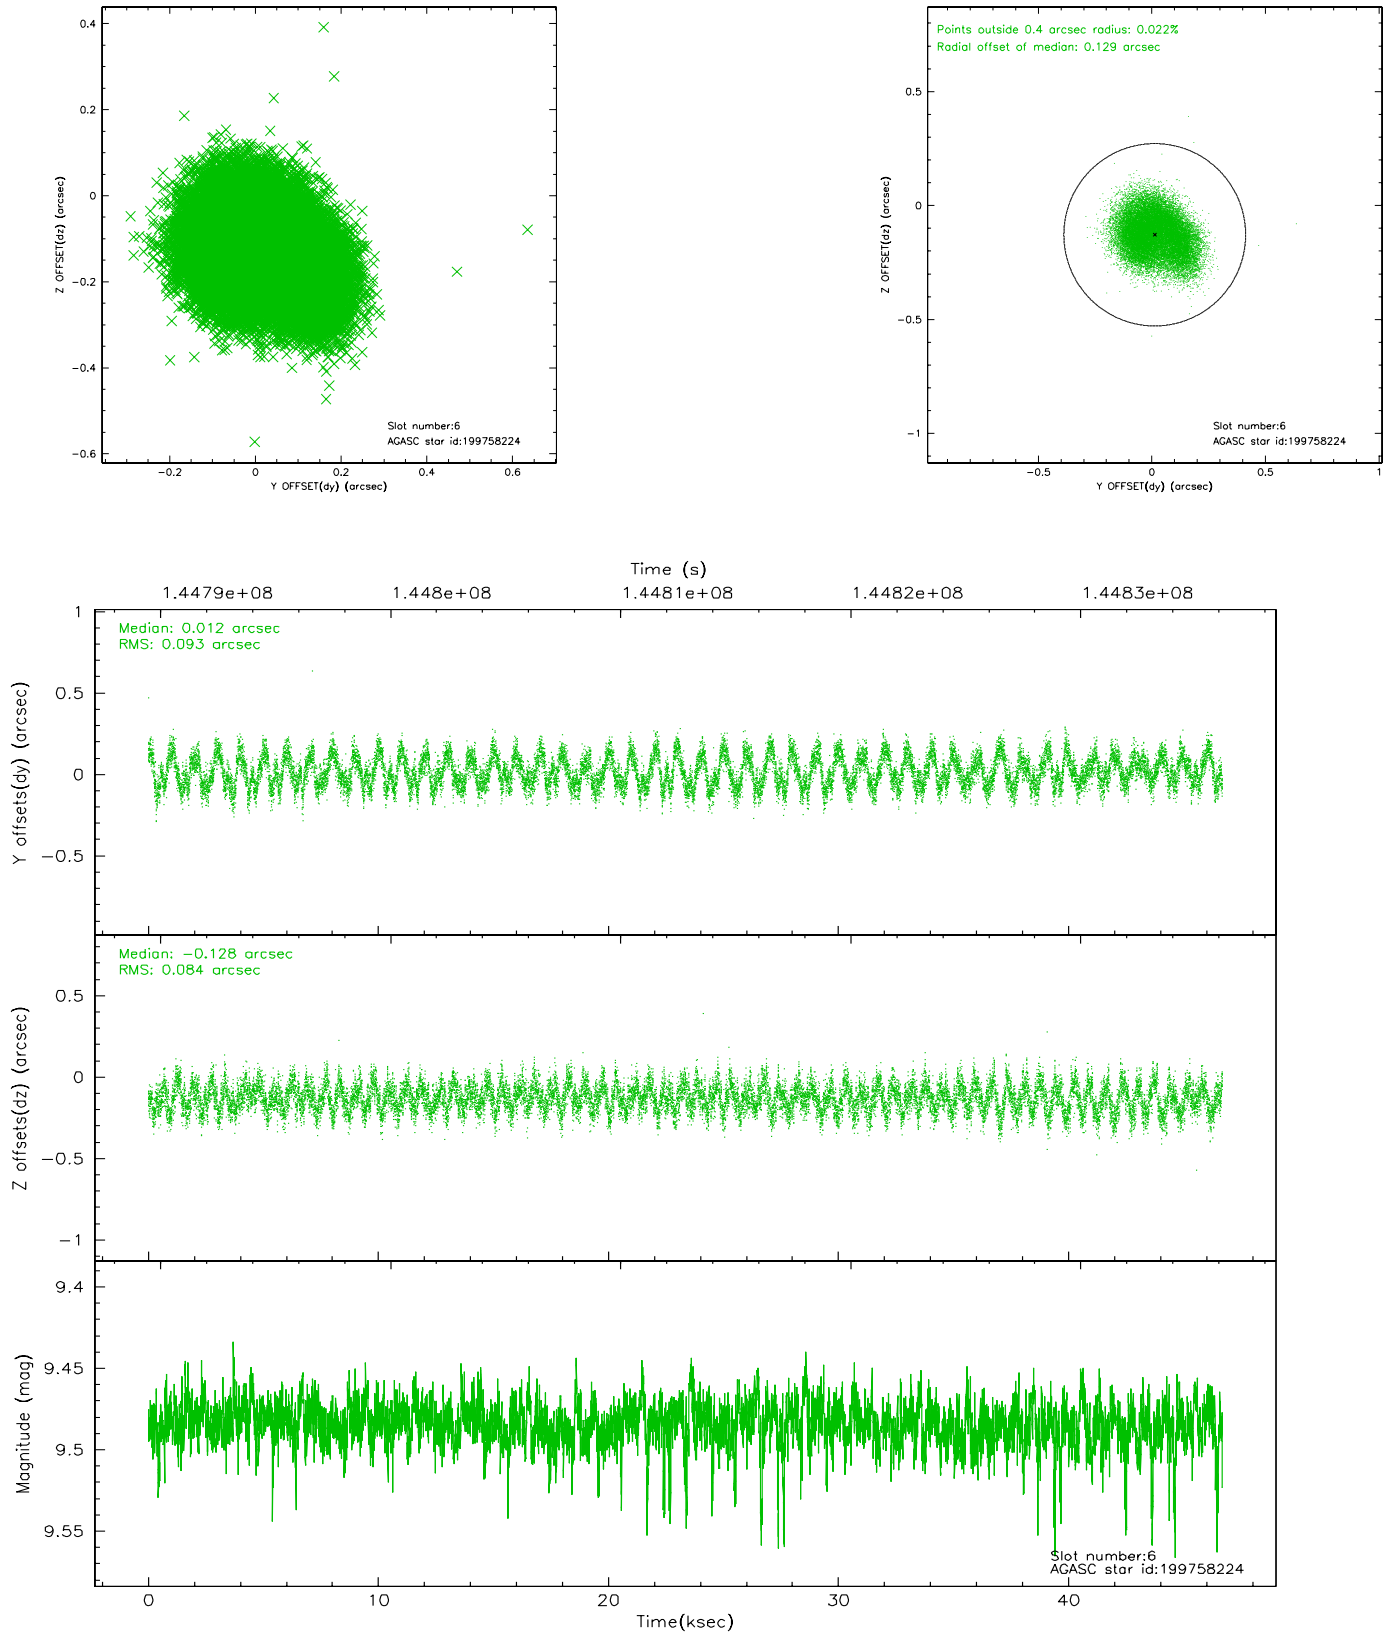 0.4
0.2
0
−0.2
−0.4
−0.6
Z OFFSET(dz) (arcsec)
−0.2 0 0.2 0.4 0.6
Y OFFSET(dy) (arcsec)
Slot number:6
AGASC star id:199758224
Points outside 0.4 arcsec radius: 0.022%
Radial offset of median: 0.129 arcsec
0.5
0
−0.5
−1
Z OFFSET(dz) (arcsec)
−0.5 0 0.5 1
Y OFFSET(dy) (arcsec)
Slot number:6
AGASC star id:199758224
Time (s)
1.4479e+08 1.448e+08 1.4481e+08 1.4482e+08 1.4483e+08
Median: 0.012 arcsec
RMS: 0.093 arcsec
1
0.5
0
−0.5
Y offsets(dy) (arcsec)
Median: −0.128 arcsec
RMS: 0.084 arcsec
0.5
0
−0.5
−1
Z offsets(dz) (arcsec)
9.4
9.45
9.5
9.55
Magnitude (mag)
Slot number:6
AGASC star id:199758224
0 10 20 30 40
Time(ksec)